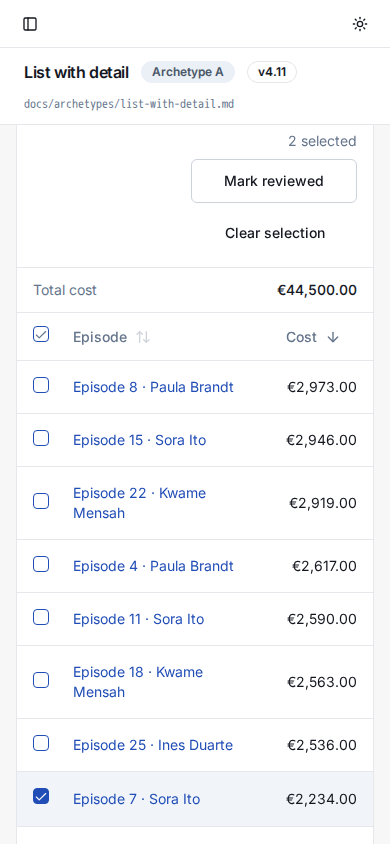 List with detail Archetype A v4.11
docs/archetypes/list-with-detail.md
2 selected
Mark reviewed
Clear selection
Total cost €44,500.00
Episode Cost
Episode 8 · Paula Brandt €2,973.00
Episode 15 · Sora Ito €2,946.00
Episode 22 · Kwame
Mensah €2,919.00
Episode 4 · Paula Brandt €2,617.00
Episode 11 · Sora Ito €2,590.00
Episode 18 · Kwame
Mensah €2,563.00
Episode 25 · Ines Duarte €2,536.00
Episode 7 · Sora Ito €2,234.00